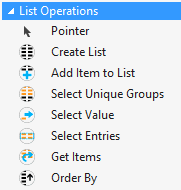 List Operations
Pointer
Create List
Add Item to List
Select Unique Groups
Select Value
Select Entries
Get Items
Order By